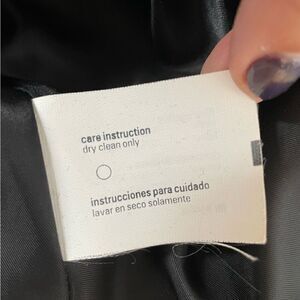 care instruction
dry clean only
instrucciones para cuidado
lavar en seco solamente